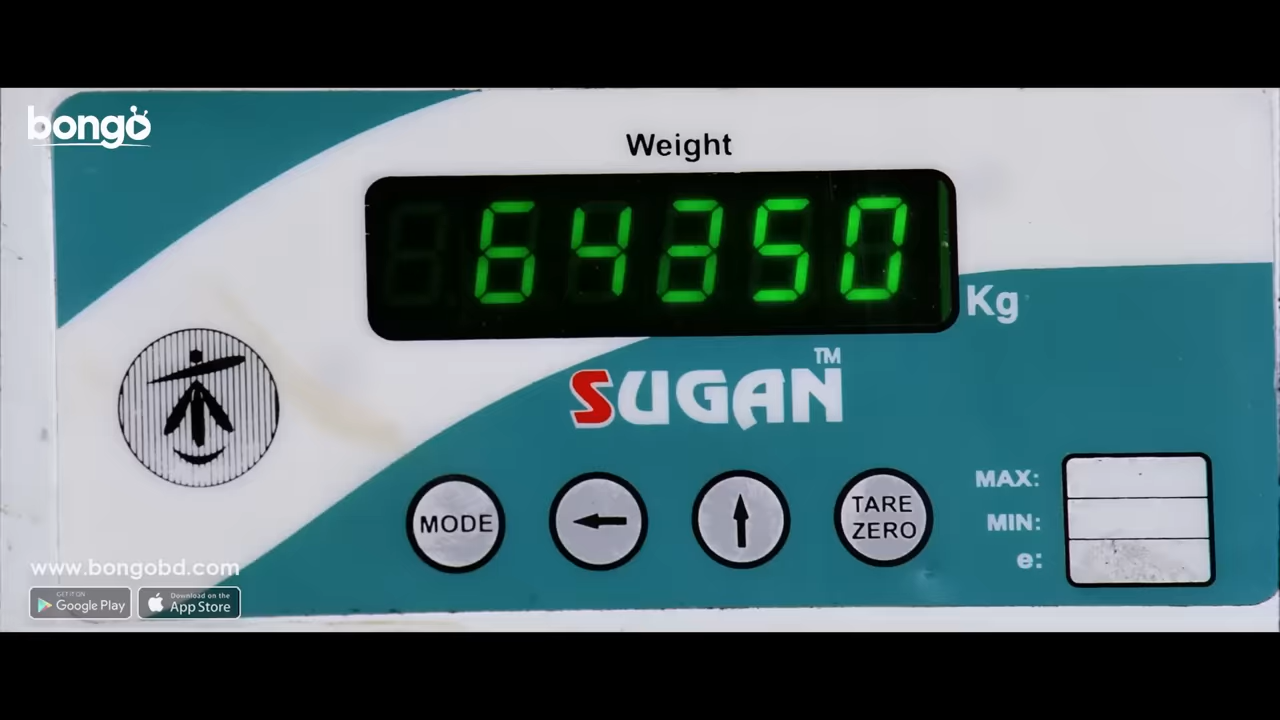 bongo
Weight
64350
Kg
SUGAN™
MODE
TARE
ZERO
MAX:
MIN:
e:
www.bongobd.com
GET IT ON
Google Play
Download on the
App Store